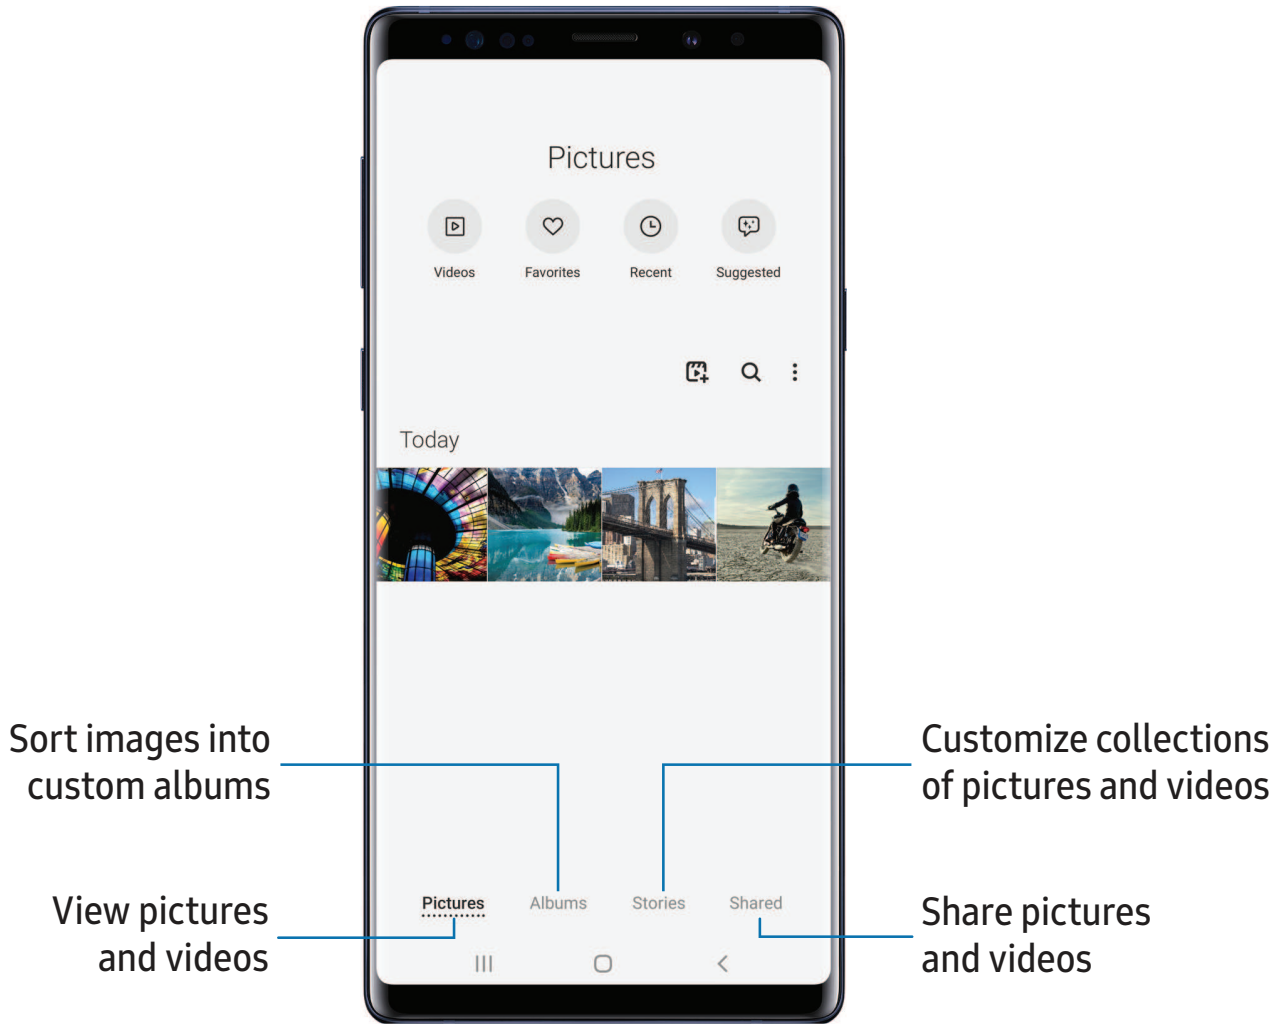 Pictures
Videos Favorites Recent Suggested
Today
Sort images into
custom albums
Customize collections
of pictures and videos
View pictures
and videos
Pictures Albums Stories Shared
Share pictures
and videos